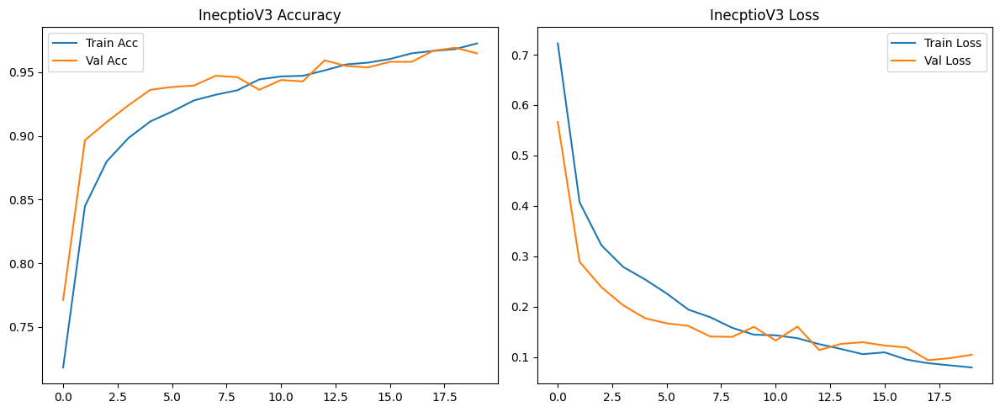 InecptioV3 Accuracy
Train Acc
Val Acc
0.95
0.90
0.85
0.80
0.75
0.0 2.5 5.0 7.5 10.0 12.5 15.0 17.5
InecptioV3 Loss
Train Loss
Val Loss
0.7
0.6
0.5
0.4
0.3
0.2
0.1
0.0 2.5 5.0 7.5 10.0 12.5 15.0 17.5